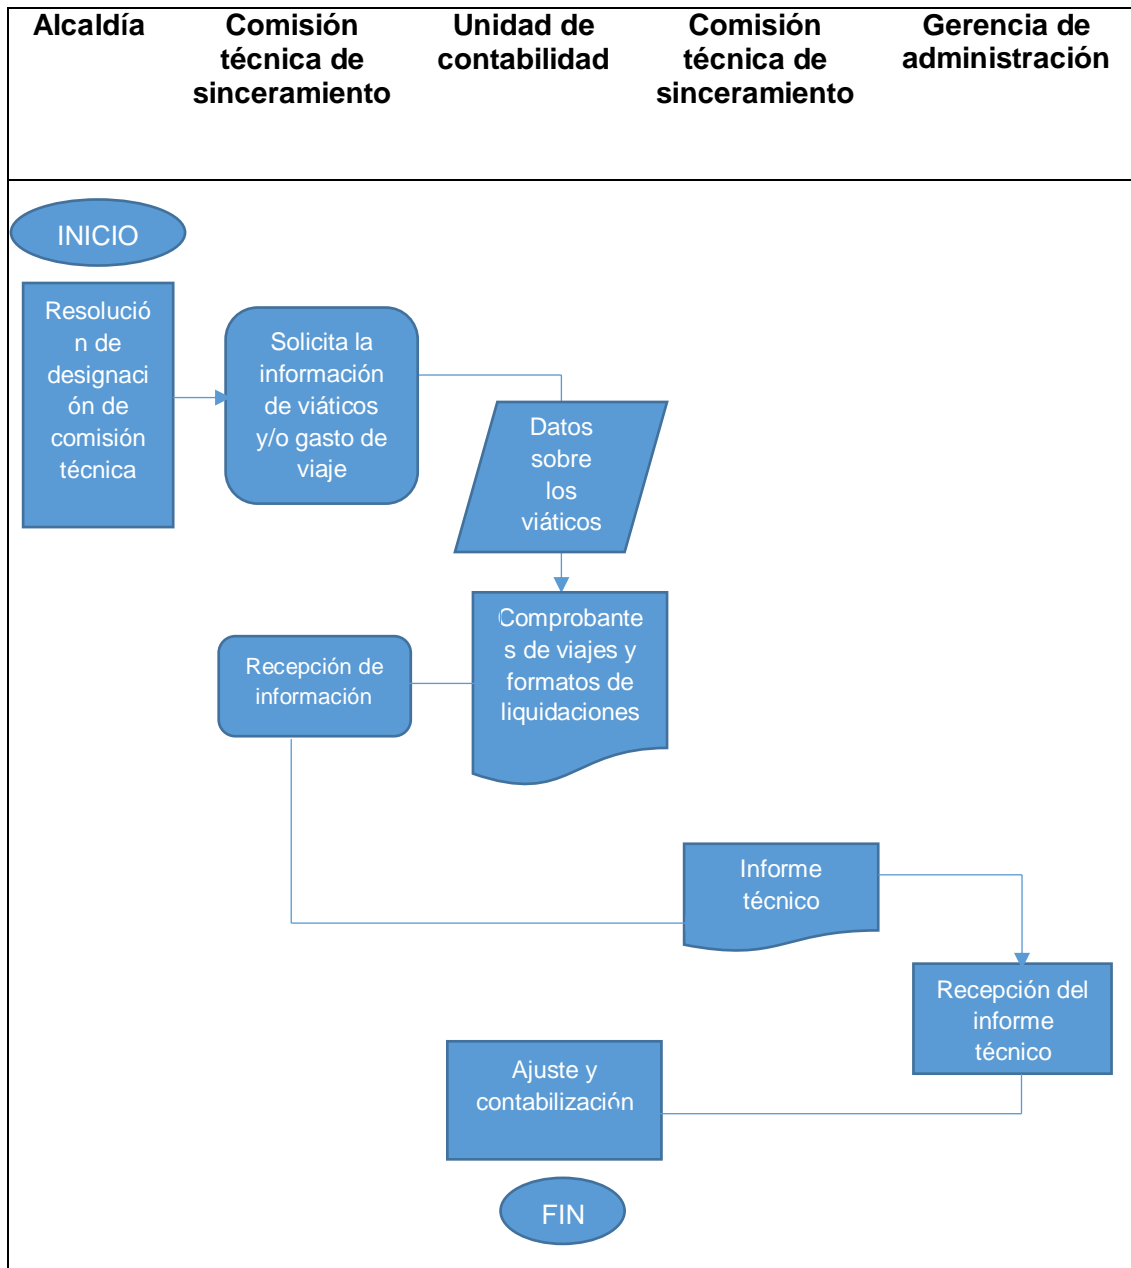 Alcaldía
Comisión
técnica de
sinceramiento
Unidad de
contabilidad
Comisión
técnica de
sinceramiento
Gerencia de
administración
INICIO
Resolució
n de
designaci
ón de
comisión
técnica
Solicita la
información
de viáticos
y/o gasto de
viaje
Datos
sobre
los
viáticos
Comprobante
s de viajes y
formatos de
liquidaciones
Recepción de
información
Informe
técnico
Recepción del
informe
técnico
Ajuste y
contabilización
FIN